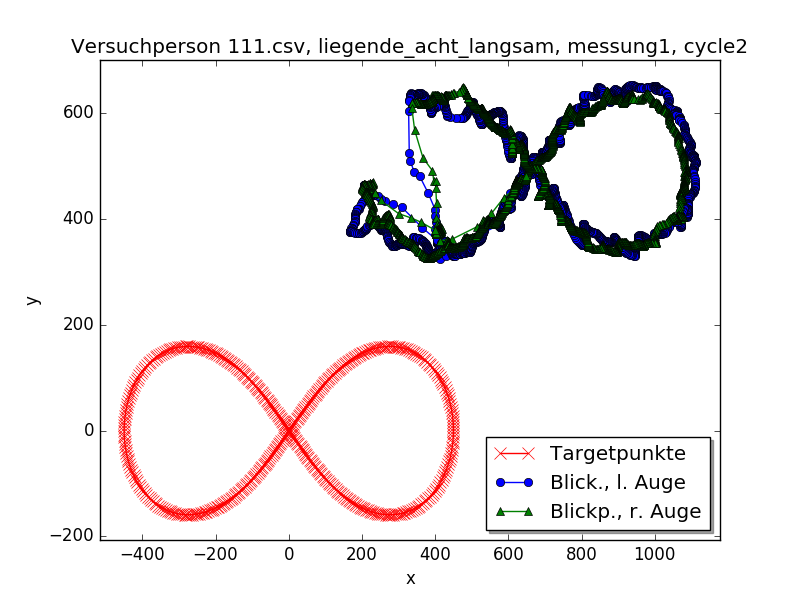 Versuchperson 111.csv, liegende_acht_langsam, messung1, cycle2
600
400
200
0
−200
y
−400
−200
0
200
400
600
800
1000
x
Targetpunkte
Blick., l. Auge
Blickp., r. Auge